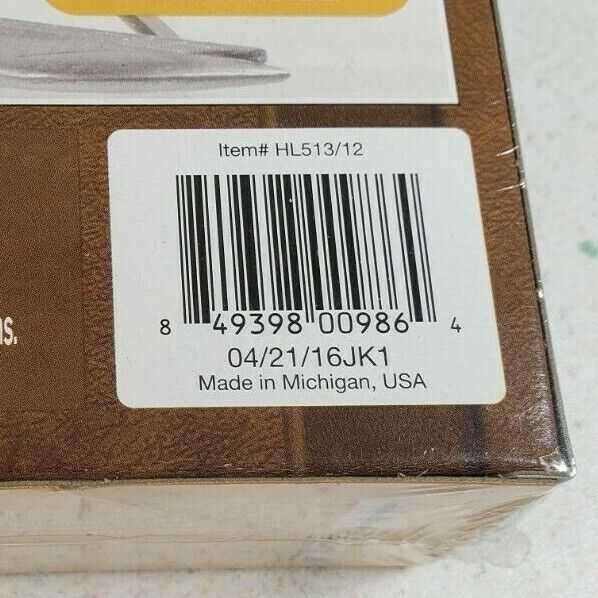 Item# HL513/12
8 49398 00986 4
04/21/16JK1
Made in Michigan, USA